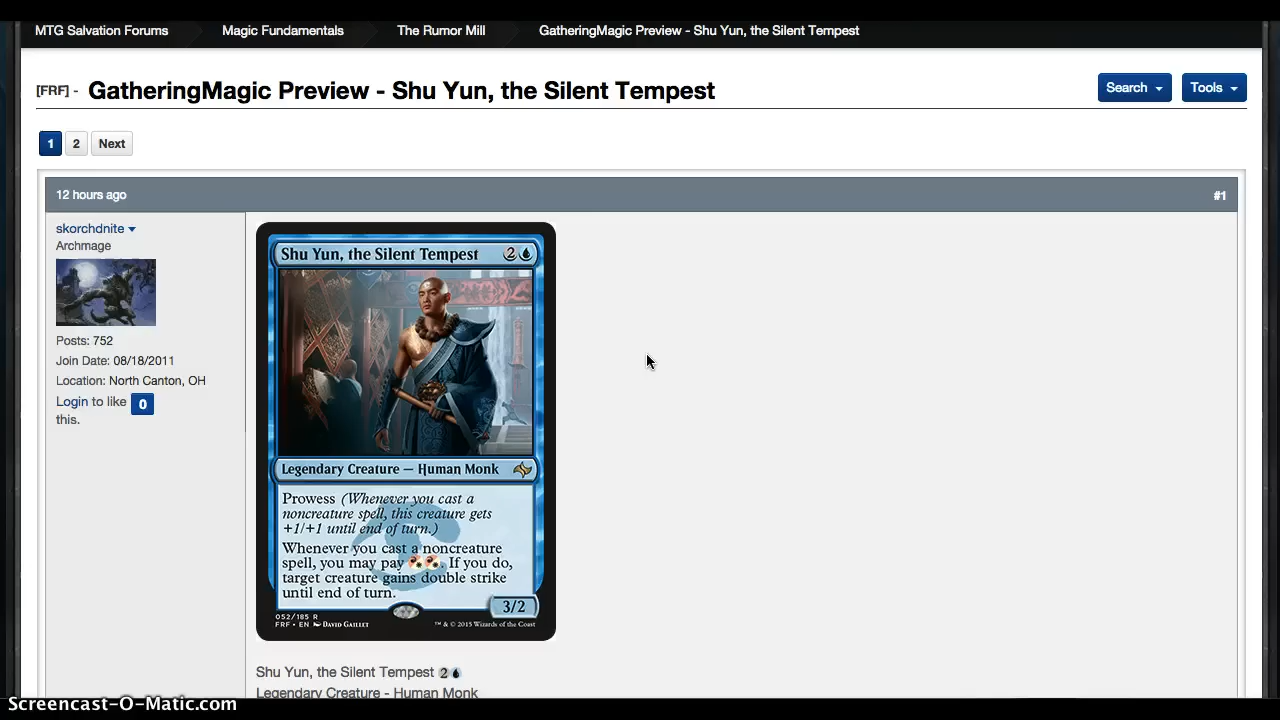 MTG Salvation Forums Magic Fundamentals The Rumor Mill GatheringMagic Preview - Shu Yun, the Silent Tempest
[FRF] - GatheringMagic Preview - Shu Yun, the Silent Tempest
Search Tools
1 2 Next
12 hours ago #1
skorchdnite
Archmage
Posts: 752
Join Date: 08/18/2011
Location: North Canton, OH
Login to like 0
this.
Shu Yun, the Silent Tempest 2
Legendary Creature — Human Monk
Prowess (Whenever you cast a
noncreature spell, this creature gets
+1/+1 until end of turn.)
Whenever you cast a noncreature
spell, you may pay . If you do,
target creature gains double strike
until end of turn.
3/2
052/185 R
FRF • EN DAVID GAILLET ™ & © 2015 Wizards of the Coast
Shu Yun, the Silent Tempest 2
Legendary Creature - Human Monk
Screencast-O-Matic.com